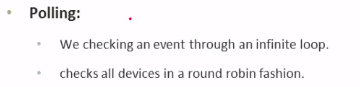 • Polling:
• We checking an event through an infinite loop.
• checks all devices in a round robin fashion.